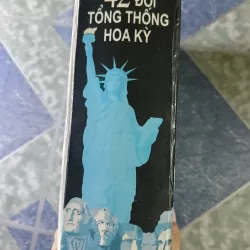 42 ĐỜI
TỔNG THỐNG
HOA KỲ